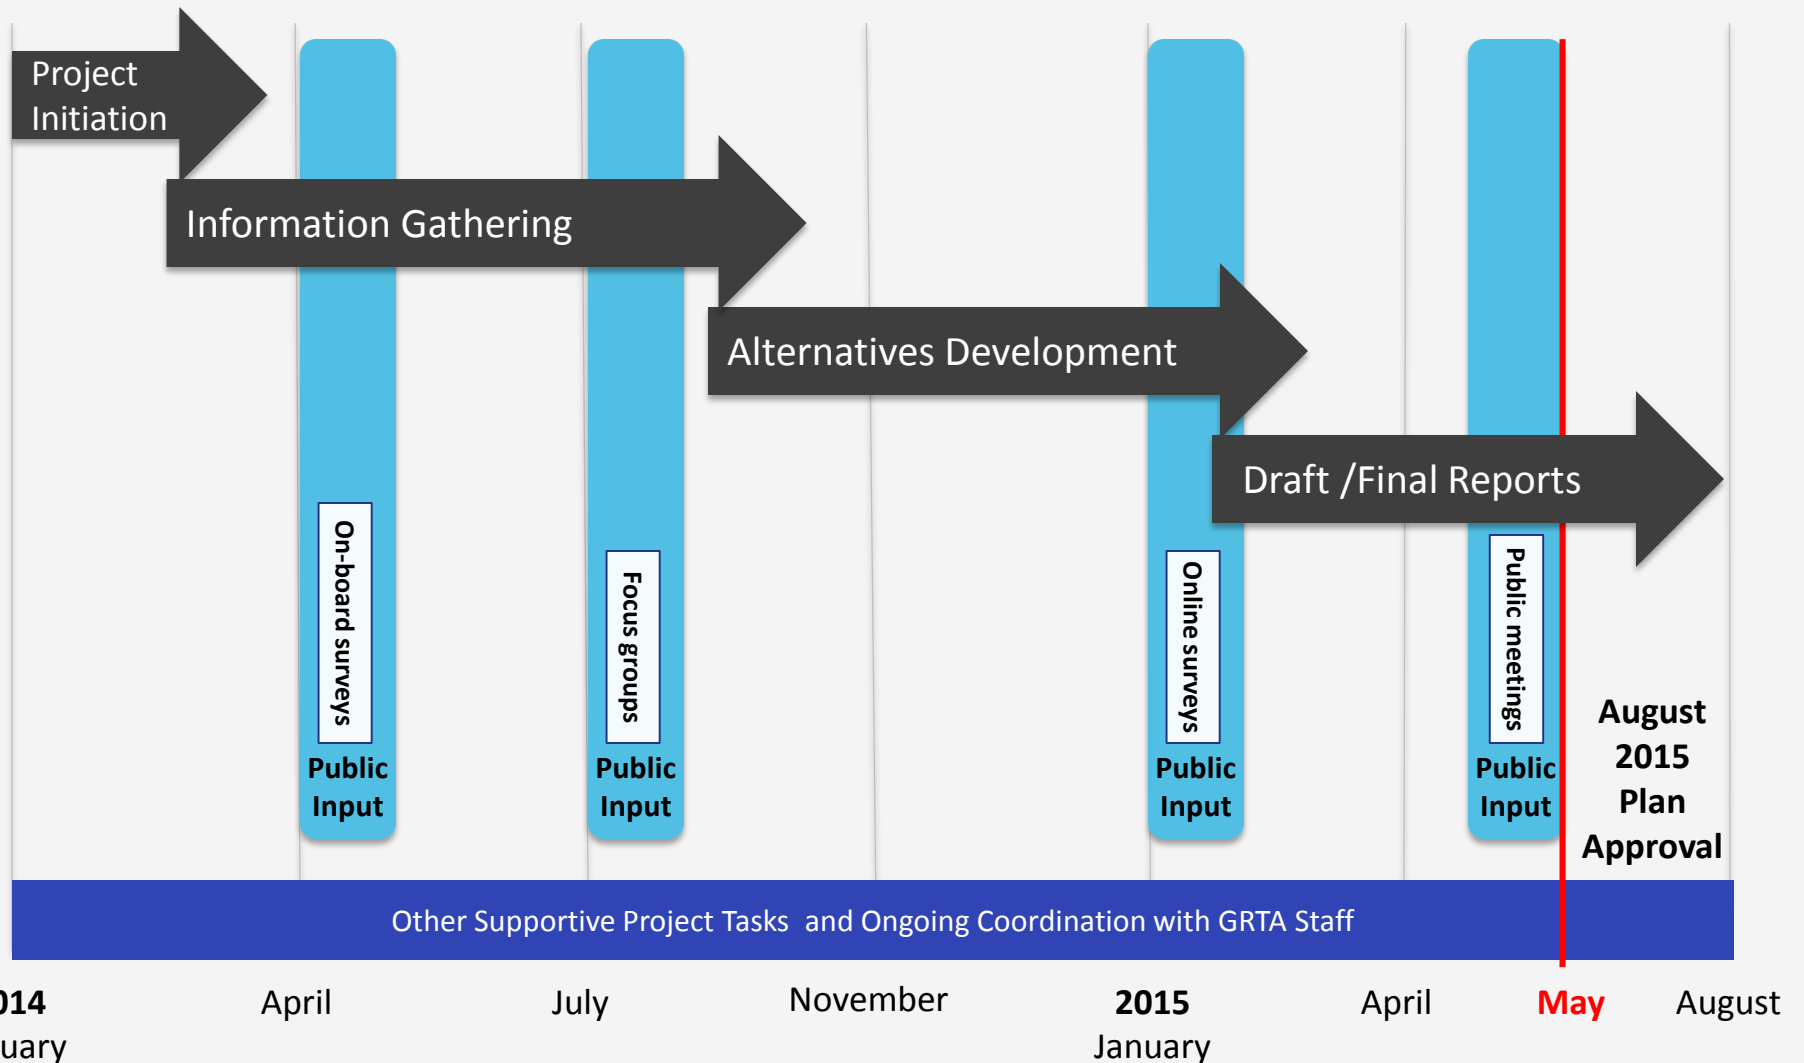 Project
Initiation
Information Gathering
Alternatives Development
Draft /Final Reports
On-board surveys
Public
Input
Focus groups
Public
Input
Online surveys
Public
Input
Public meetings
Public
Input
August
2015
Plan
Approval
Other Supportive Project Tasks  and Ongoing Coordination with GRTA Staff
014
uary
April
July
November
2015
January
April
May
August